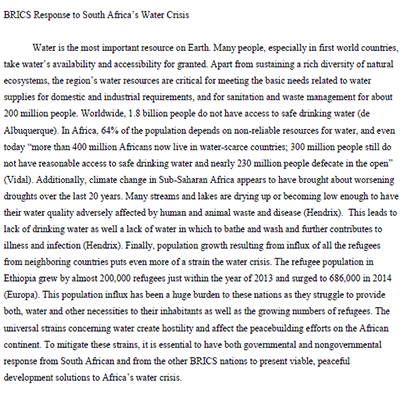 BRICS Response to South Africa's Water Crisis
Water is the most important resource on Earth. Many people, especially in first world countries,
take water's availability and accessibility for granted. Apart from sustaining a rich diversity of natural
ecosystems, the region's water resources are critical for meeting the basic needs related to water
supplies for domestic and industrial requirements, and for sanitation and waste management for about
200 million people. Worldwide, 1.8 billion people do not have access to safe drinking water (de
Albuquerque). In Africa, 64% of the population depends on non-reliable resources for water, and even
today "more than 400 million Africans now live in water-scarce countries; 300 million people still do
not have reasonable access to safe drinking water and nearly 230 million people defecate in the open"
(Vidal). Additionally, climate change in Sub-Saharan Africa appears to have brought about worsening
droughts over the last 20 years. Many streams and lakes are drying up or becoming low enough to have
their water quality adversely affected by human and animal waste and disease (Hendrix).  This leads to
lack of drinking water as well a lack of water in which to bathe and wash and further contributes to
illness and infection (Hendrix). Finally, population growth resulting from influx of all the refugees
from neighboring countries puts even more of a strain the water crisis. The refugee population in
Ethiopia grew by almost 200,000 refugees just within the year of 2013 and surged to 686,000 in 2014
(Europa). This population influx has been a huge burden to these nations as they struggle to provide
both, water and other necessities to their inhabitants as well as the growing numbers of refugees. The
universal strains concerning water create hostility and affect the peacebuilding efforts on the African
continent. To mitigate these strains, it is essential to have both governmental and nongovernmental
response from South African and from the other BRICS nations to present viable, peaceful
development solutions to Africa's water crisis.